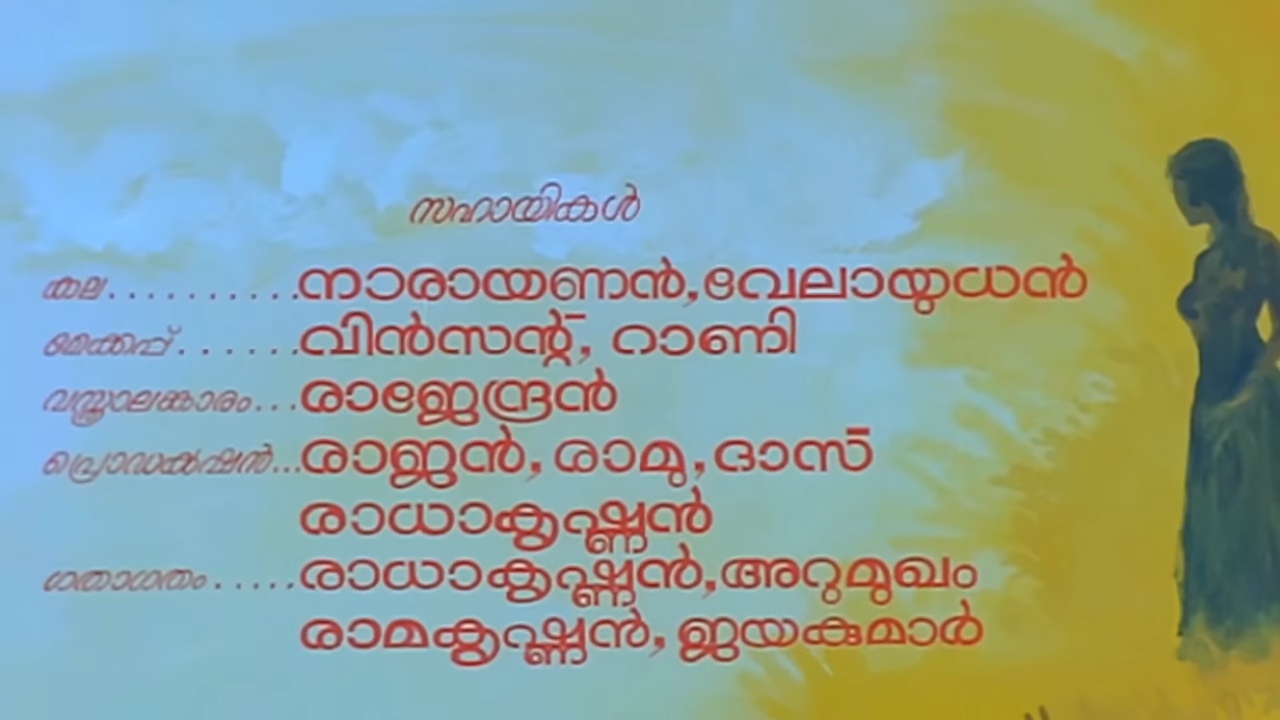 സഹായികൾ
കല..........നാരായണൻ,വേലായുധൻ
മേക്കപ്പ്......വിൻസന്റ്, റാണി
വസ്ത്രാലങ്കാരം...രാജേന്ദ്രൻ
പ്രൊഡക്ഷൻ...രാജൻ, രാമു,ദാസ്
രാധാകൃഷ്ണൻ
ഗതാഗതം.....രാധാകൃഷ്ണൻ,അറുമുഖം
രാമകൃഷ്ണൻ, ജയകുമാർ